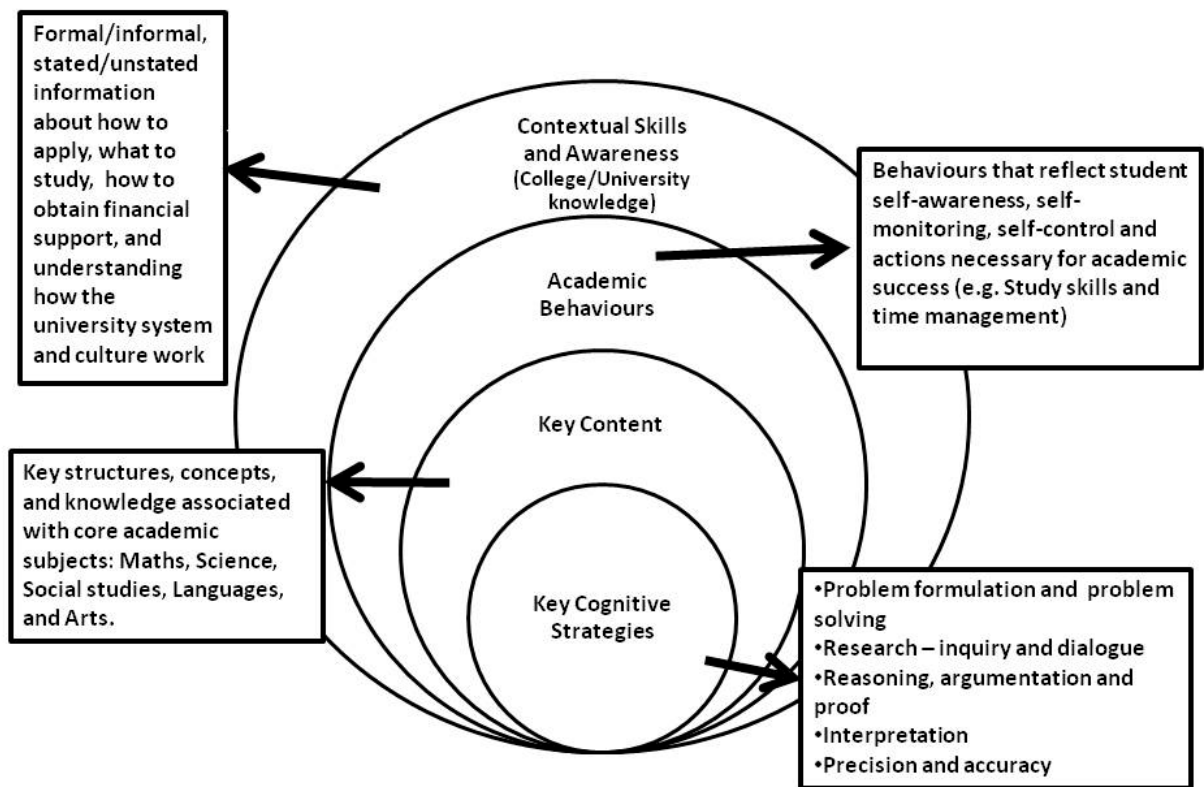 Formal/informal,
stated/unstated
information
about how to
apply, what to
study, how to
obtain financial
support, and
understanding
how the
university system
and culture work
Contextual Skills
and Awareness
(College/University
knowledge)
Behaviours that reflect student
self-awareness, self-
monitoring, self-control and
actions necessary for academic
success (e.g. Study skills and
time management)
Academic
Behaviours
Key Content
Key structures, concepts,
and knowledge associated
with core academic
subjects: Maths, Science,
Social studies, Languages,
and Arts.
Key Cognitive
Strategies
•Problem formulation and problem
solving
•Research – inquiry and dialogue
•Reasoning, argumentation and
proof
•Interpretation
•Precision and accuracy